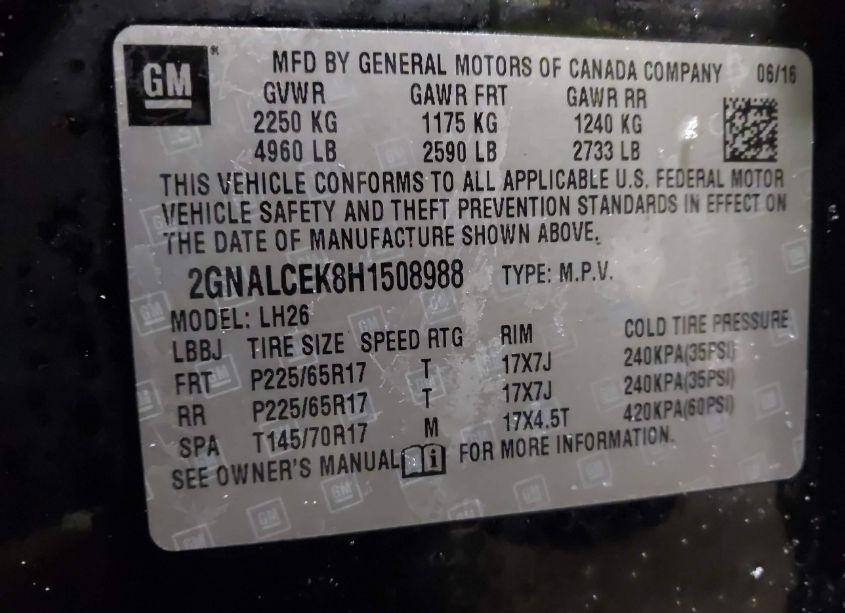 GM
MFD BY GENERAL MOTORS OF CANADA COMPANY 06/16
GVWR GAWR FRT GAWR RR
2250 KG 1175 KG 1240 KG
4960 LB 2590 LB 2733 LB
THIS VEHICLE CONFORMS TO ALL APPLICABLE U.S. FEDERAL MOTOR
VEHICLE SAFETY AND THEFT PREVENTION STANDARDS IN EFFECT ON
THE DATE OF MANUFACTURE SHOWN ABOVE.
2GNALCEK8H1508988 TYPE: M.P.V.
MODEL: LH26
LBBJ TIRE SIZE SPEED RTG RIM COLD TIRE PRESSURE
FRT P225/65R17 T 17X7J 240KPA(35PSI)
RR P225/65R17 T 17X7J 240KPA(35PSI)
SPA T145/70R17 M 17X4.5T 420KPA(60PSI)
SEE OWNER'S MANUAL FOR MORE INFORMATION.